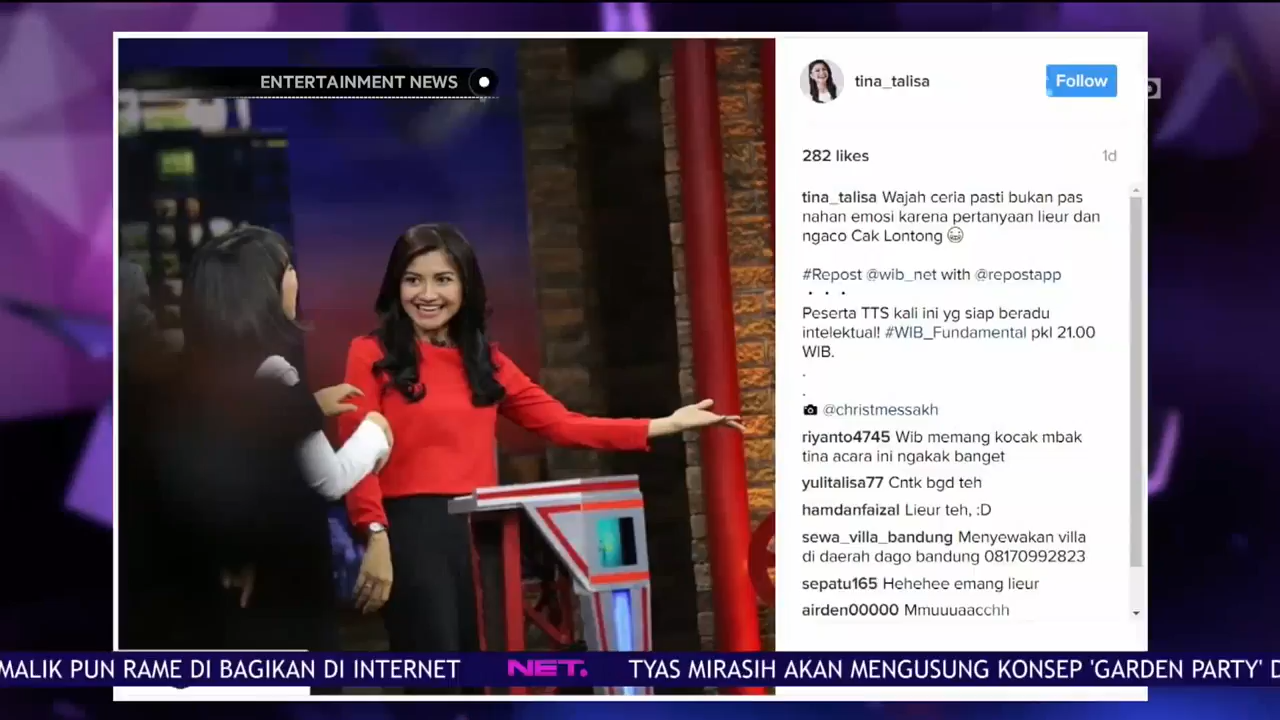 ENTERTAINMENT NEWS
tina_talisa
Follow
282 likes
1d
tina_talisa Wajah ceria pasti bukan pas
nahan emosi karena pertanyaan lieur dan
ngaco Cak Lontong 😀
#Repost @wib_net with @repostapp
・・・
Peserta TTS kali ini yg siap beradu
intelektual! #WIB_Fundamental pkl 21.00
WIB.
.
.
📷 @christmessakh
riyanto4745 Wib memang kocak mbak
tina acara ini ngakak banget
yulitalisa77 Cntk bgd teh
hamdanfaizal Lieur teh, :D
sewa_villa_bandung Menyewakan villa
di daerah dago bandung 08170992823
sepatu165 Hehehee emang lieur
airden00000 Mmuuuaacchh
MALIK PUN RAME DI BAGIKAN DI INTERNET NET. TYAS MIRASIH AKAN MENGUSUNG KONSEP 'GARDEN PARTY' D